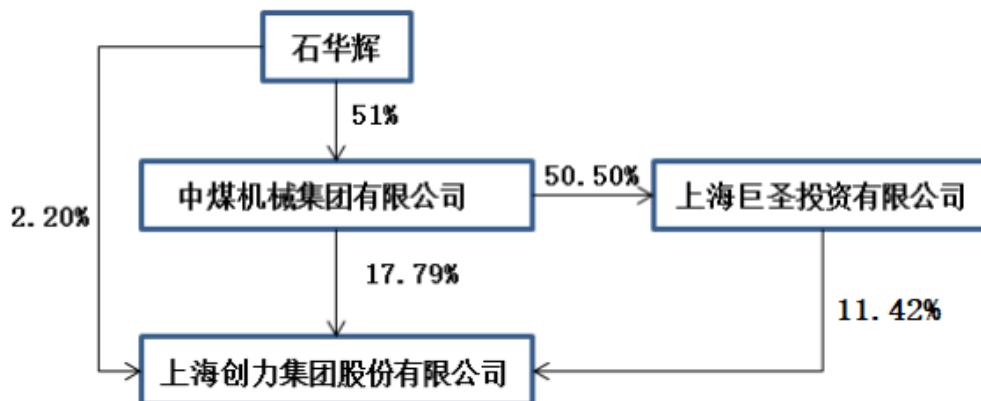 石华辉
51%
中煤机械集团有限公司
50.50%
上海巨圣投资有限公司
2.20%
17.79%
11.42%
上海创力集团股份有限公司